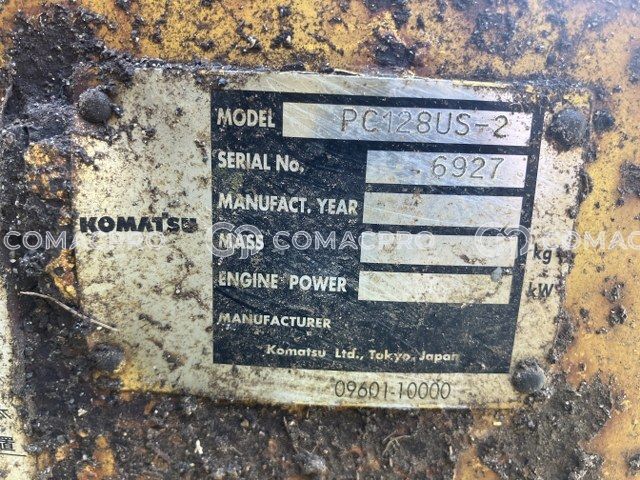 MODEL PC128US-2
SERIAL No. 6927
MANUFACT. YEAR
KOMATSU
COMACPRO COMACPRO COMACPRO
MASS kg
ENGINE POWER kW
MANUFACTURER
Komatsu Ltd., Tokyo, Japan
09601-10000